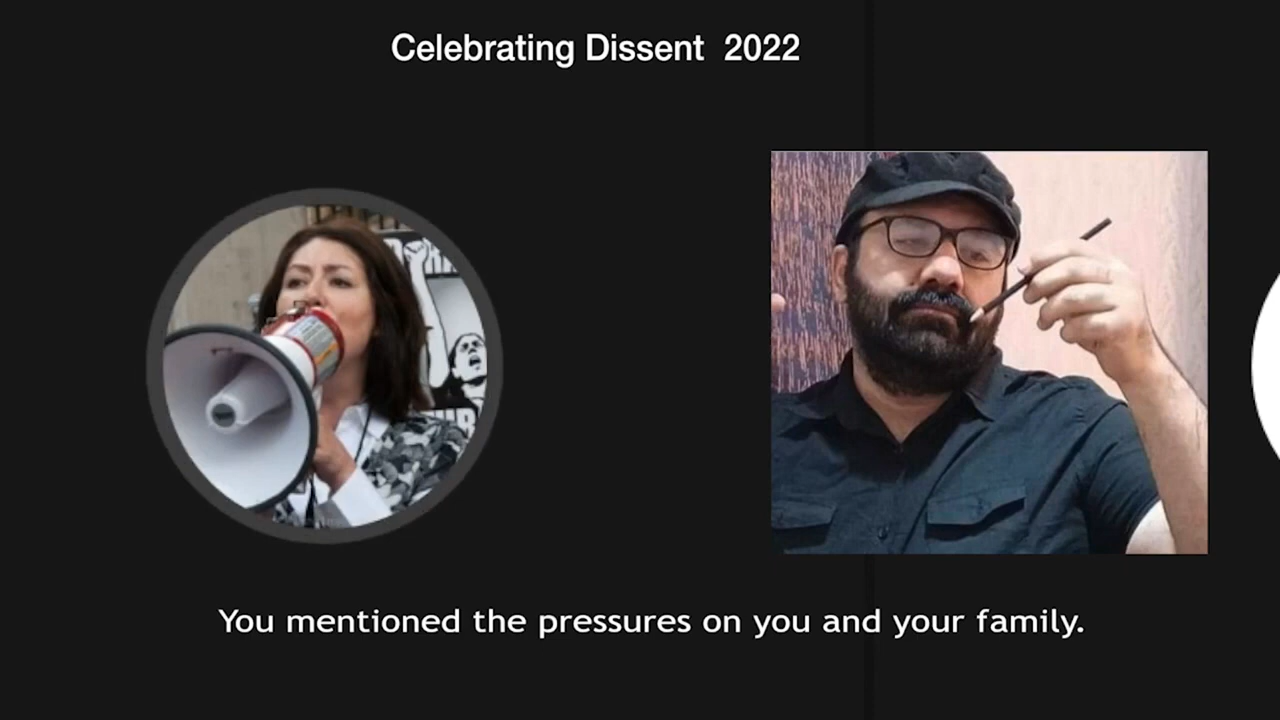 Celebrating Dissent 2022
You mentioned the pressures on you and your family.